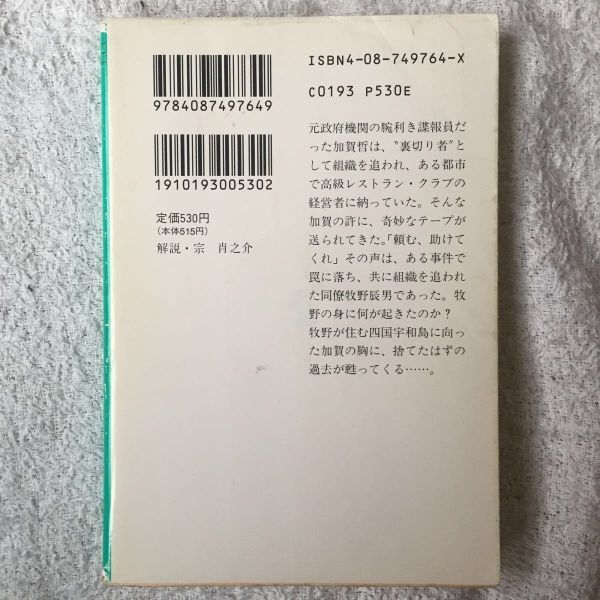 ISBN4-08-749764-X
C0193 P530E
9784087497649
1910193005302
定価530円
(本体515円)
解説・宗 肖之介
元政府機関の腕利き諜報員だ
った加賀哲は、“裏切り者”と
して組織を追われ、ある都市
で高級レストラン・クラブの
経営者に納っていた。そんな
加賀の許に、奇妙なテープが
送られてきた。「頼む、助けて
くれ」その声は、ある事件で
罠に落ち、共に組織を追われ
た同僚牧野辰男であった。牧
野の身に何が起きたのか?
牧野が住む四国宇和島に向っ
た加賀の胸に、捨てたはずの
過去が甦ってくる……。